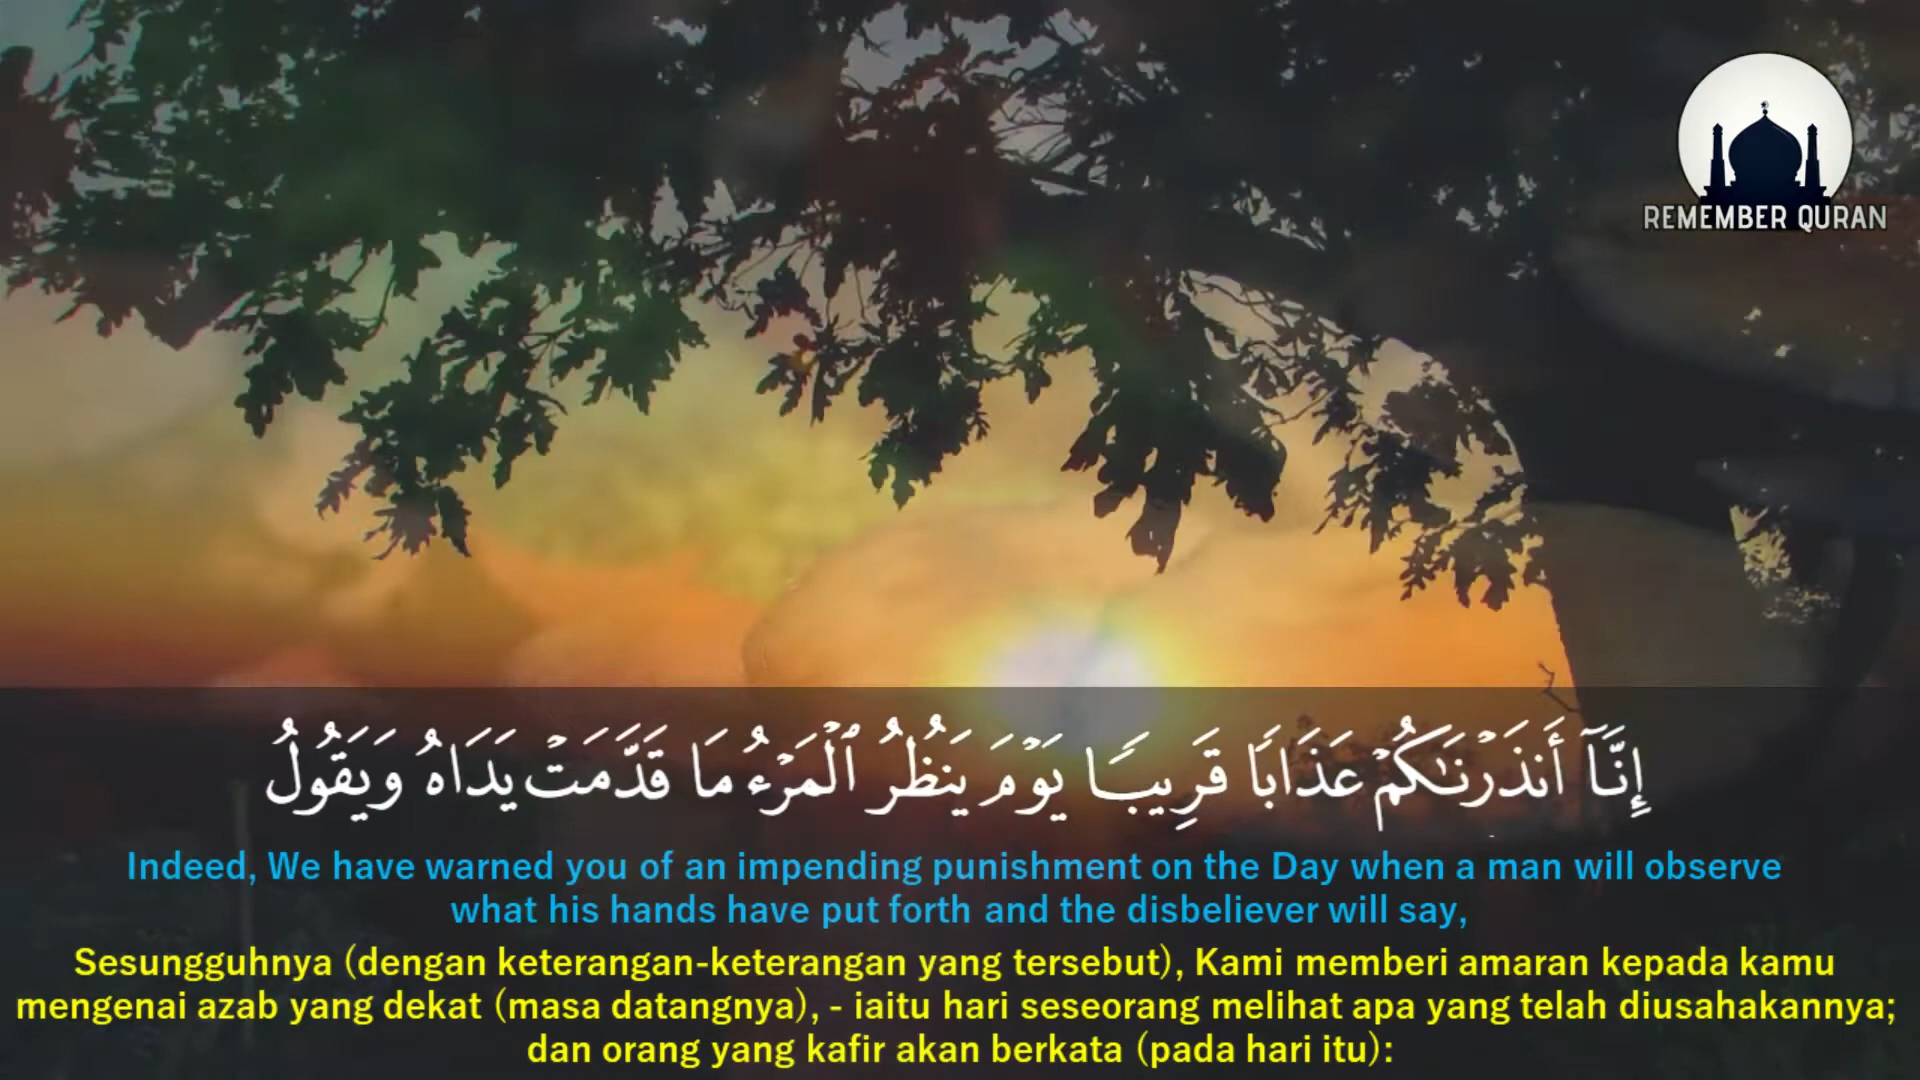 REMEMBER QURAN
إِنَّآ أَنذَرْنَـٰكُمْ عَذَابًا قَرِيبًا يَوْمَ يَنظُرُ ٱلْمَرْءُ مَا قَدَّمَتْ يَدَاهُ وَيَقُولُ
Indeed, We have warned you of an impending punishment on the Day when a man will observe
what his hands have put forth and the disbeliever will say,
Sesungguhnya (dengan keterangan-keterangan yang tersebut), Kami memberi amaran kepada kamu
mengenai azab yang dekat (masa datangnya), - iaitu hari seseorang melihat apa yang telah diusahakannya;
dan orang yang kafir akan berkata (pada hari itu):